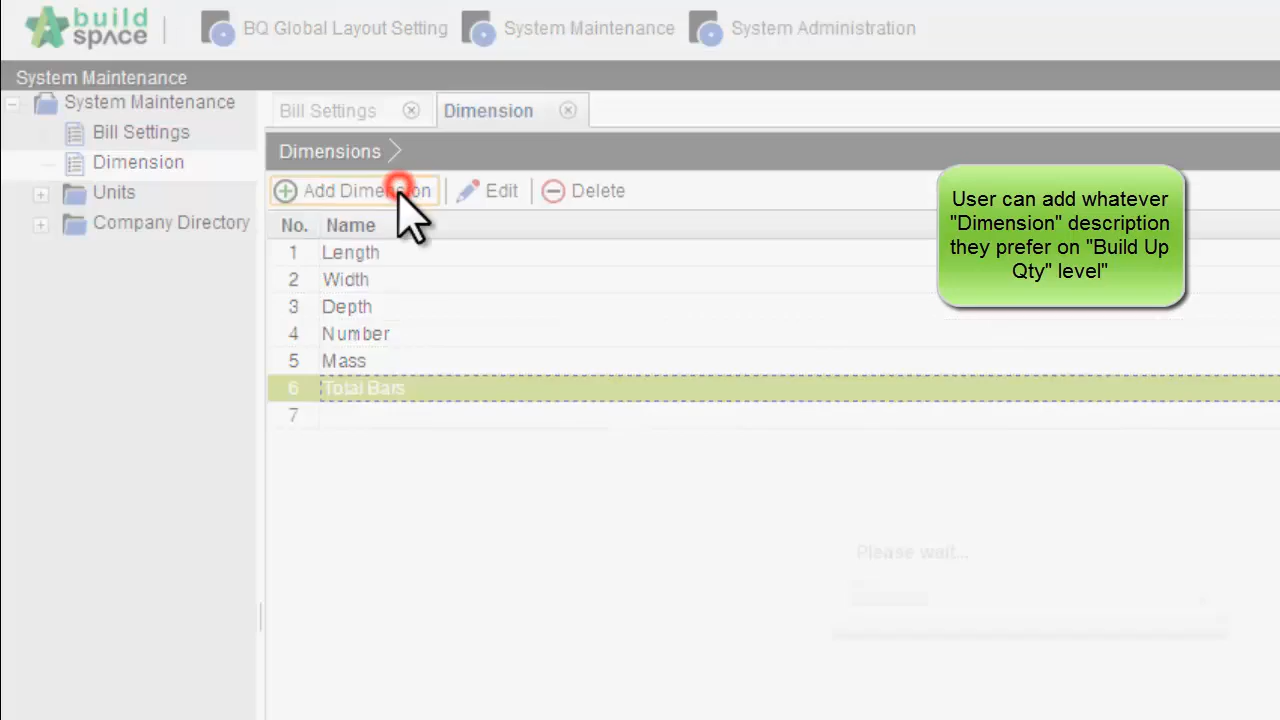 build
space
BQ Global Layout Setting
System Maintenance
System Administration
System Maintenance
System Maintenance
Bill Settings
Dimension
Units
Company Directory
Bill Settings
Dimension
Dimensions
Add Dimension
Edit
Delete
No. Name
1 Length
2 Width
3 Depth
4 Number
5 Mass
6 Total Bars
7
User can add whatever
"Dimension" description
they prefer on "Build Up
Qty" level"
Please wait...